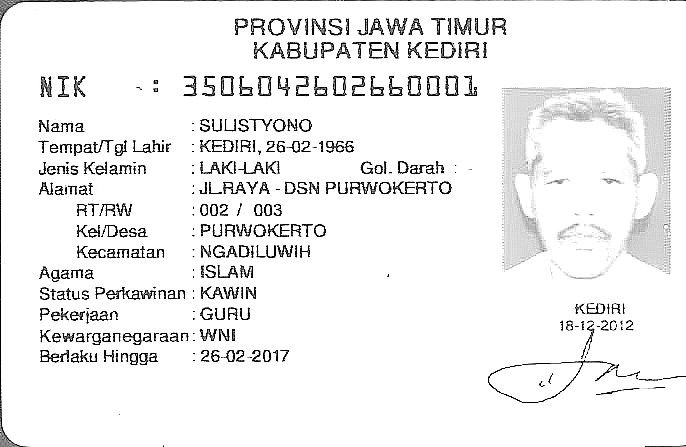 PROVINSI JAWA TIMUR
KABUPATEN KEDIRI
NIK : 3506042602660001
Nama : SULISTYONO
Tempat/Tgl Lahir : KEDIRI, 26-02-1966
Jenis Kelamin : LAKI-LAKI Gol. Darah : -
Alamat : JL.RAYA - DSN PURWOKERTO
RT/RW : 002 / 003
Kel/Desa : PURWOKERTO
Kecamatan : NGADILUWIH
Agama : ISLAM
Status Perkawinan : KAWIN
Pekerjaan : GURU
Kewarganegaraan : WNI
Berlaku Hingga : 26-02-2017
KEDIRI
18-12-2012